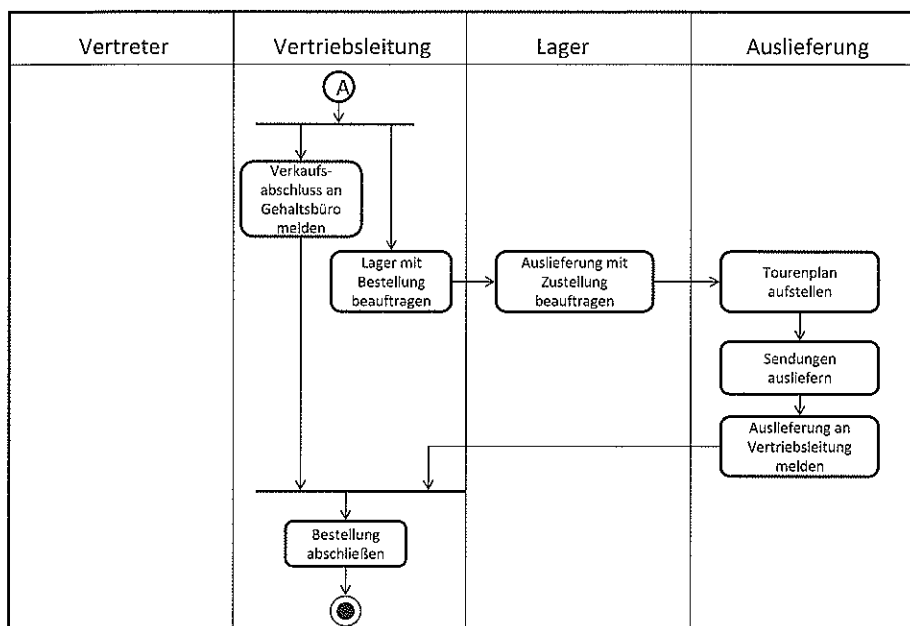 Vertreter
Vertriebsleitung
Lager
Auslieferung
A
Verkaufs-
abschluss an
Gehaltsbüro
melden
Lager mit
Bestellung
beauftragen
Auslieferung mit
Zustellung
beauftragen
Tourenplan
aufstellen
Sendungen
ausliefern
Auslieferung an
Vertriebsleitung
melden
Bestellung
abschließen